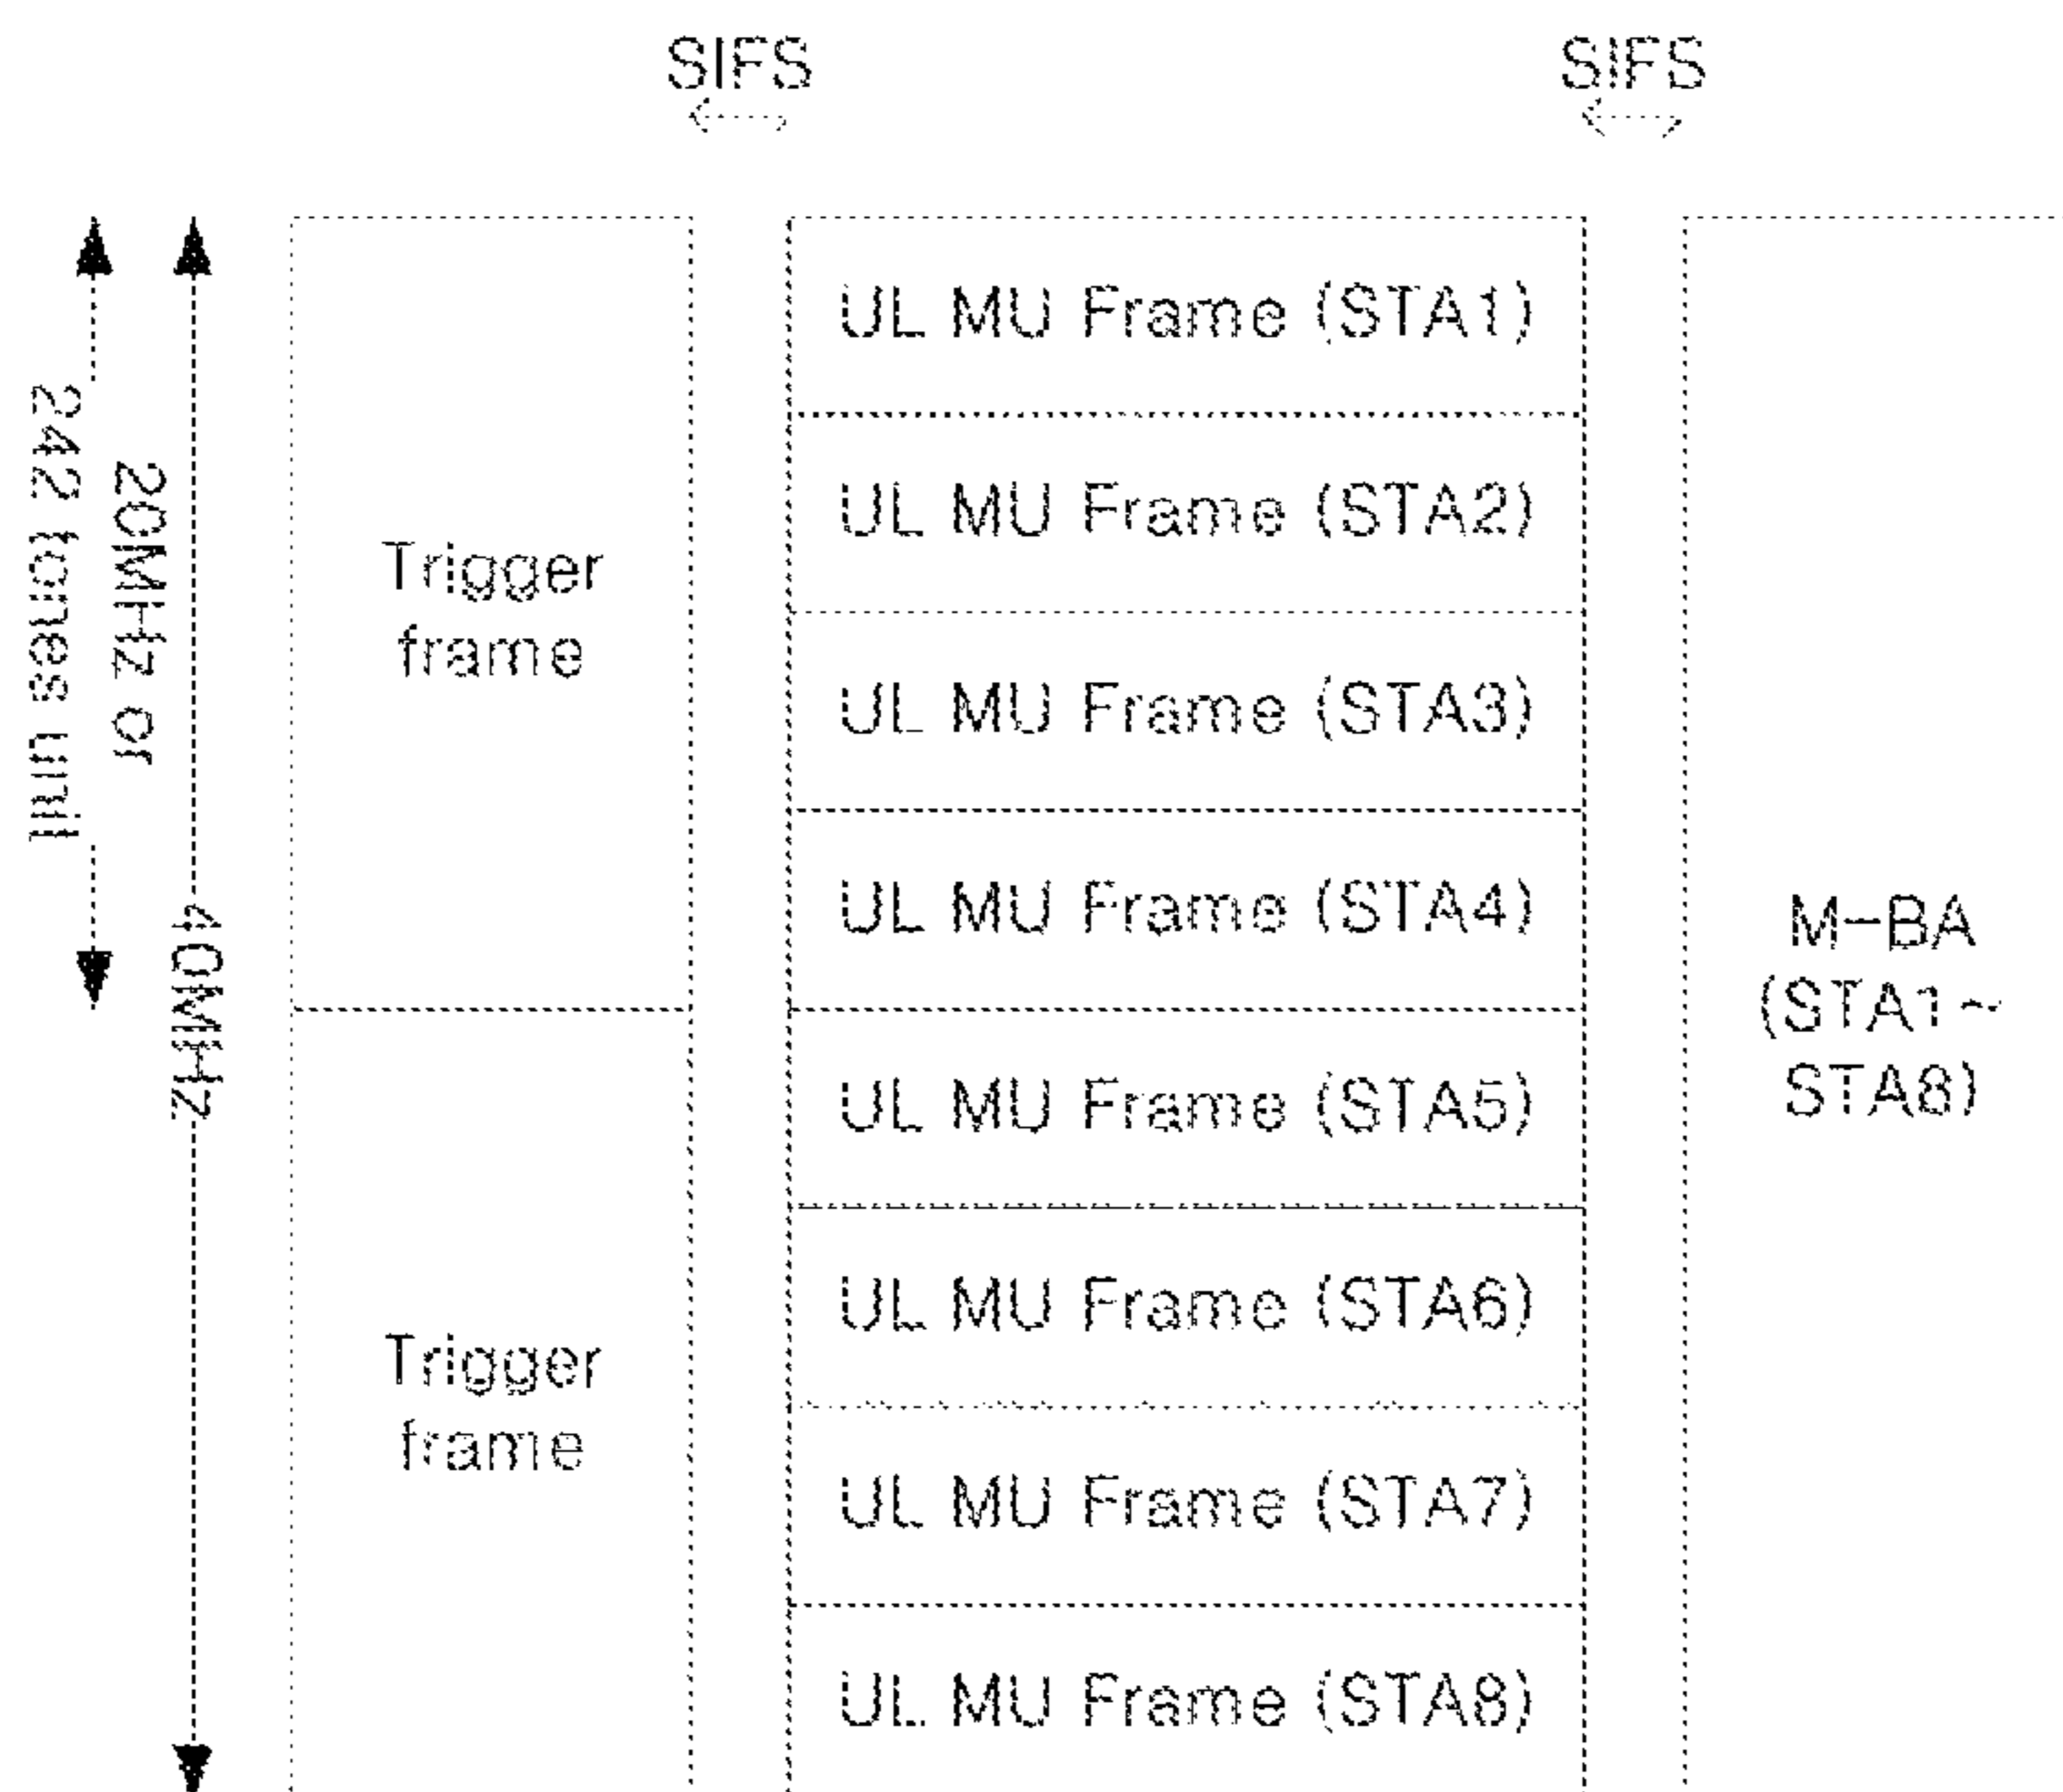 SIFS
SIFS
242 tones unit
20MHz or
40MHz
Trigger
frame
Trigger
frame
UL MU Frame (STA1)
UL MU Frame (STA2)
UL MU Frame (STA3)
UL MU Frame (STA4)
UL MU Frame (STA5)
UL MU Frame (STA6)
UL MU Frame (STA7)
UL MU Frame (STA8)
M-BA
(STA1~
STA8)